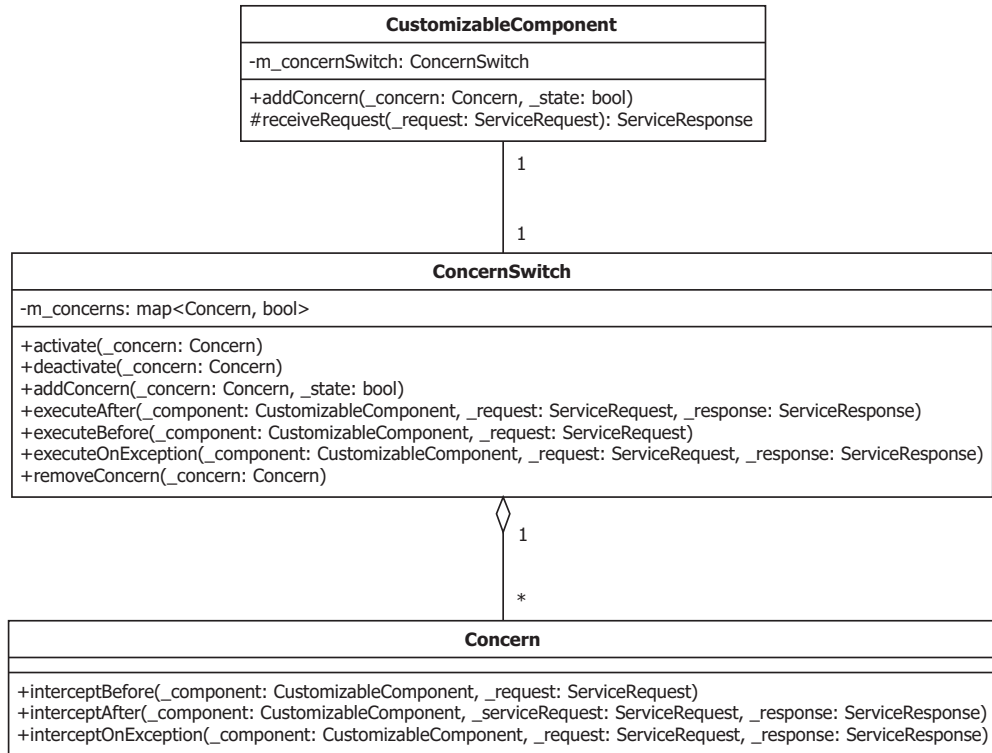 CustomizableComponent
-m_concernSwitch: ConcernSwitch
+addConcern(_concern: Concern, _state: bool)
#receiveRequest(_request: ServiceRequest): ServiceResponse
1
1
ConcernSwitch
-m_concerns: map<Concern, bool>
+activate(_concern: Concern)
+deactivate(_concern: Concern)
+addConcern(_concern: Concern, _state: bool)
+executeAfter(_component: CustomizableComponent, _request: ServiceRequest, _response: ServiceResponse)
+executeBefore(_component: CustomizableComponent, _request: ServiceRequest)
+executeOnException(_component: CustomizableComponent, _request: ServiceRequest, _response: ServiceResponse)
+removeConcern(_concern: Concern)
1
*
Concern
+interceptBefore(_component: CustomizableComponent, _request: ServiceRequest)
+interceptAfter(_component: CustomizableComponent, _serviceRequest: ServiceRequest, _response: ServiceResponse)
+interceptOnException(_component: CustomizableComponent, _request: ServiceRequest, _response: ServiceResponse)